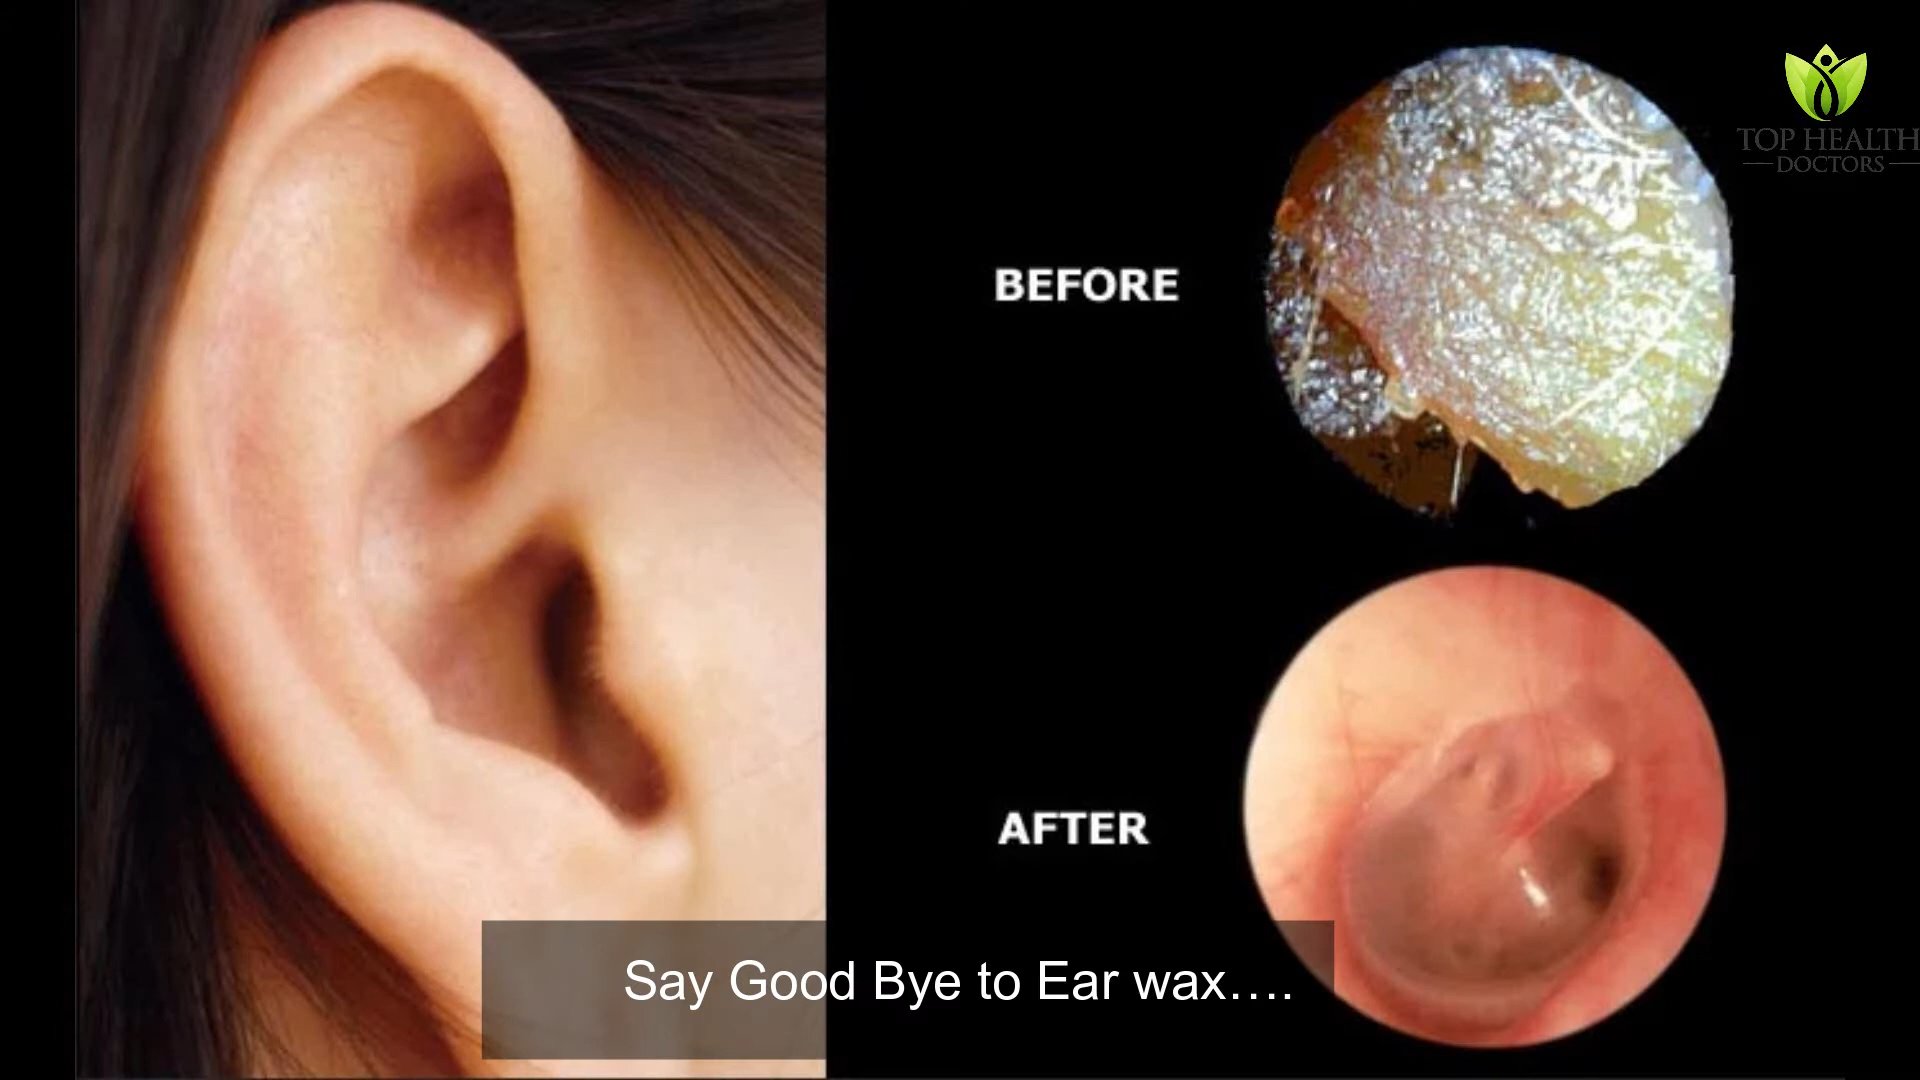 TOP HEALTH
DOCTORS
BEFORE
AFTER
Say Good Bye to Ear wax….